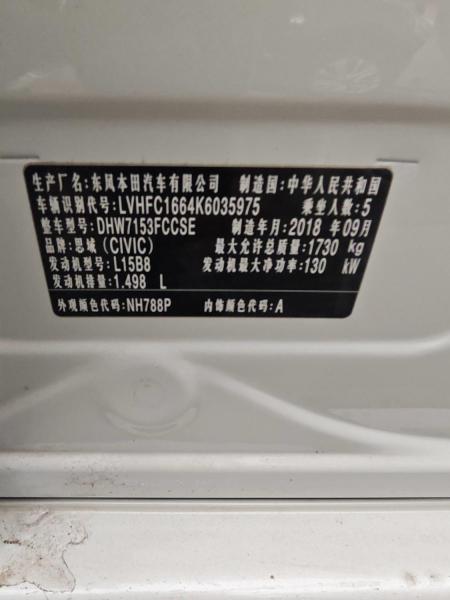 生产厂名:东风本田汽车有限公司 制造国:中华人民共和国
车辆识别代号:LVHFC1664K6035975 乘坐人数:5
整车型号:DHW7153FCCSE 制造年月:2018 年09月
车型名:思域(CIVIC) 最大允许总质量:1730 kg
发动机型号:L15B8 发动机最大净功率:130 kW
发动机排量:1.498 L
外观颜色代码:NH788P 内饰颜色代码:A